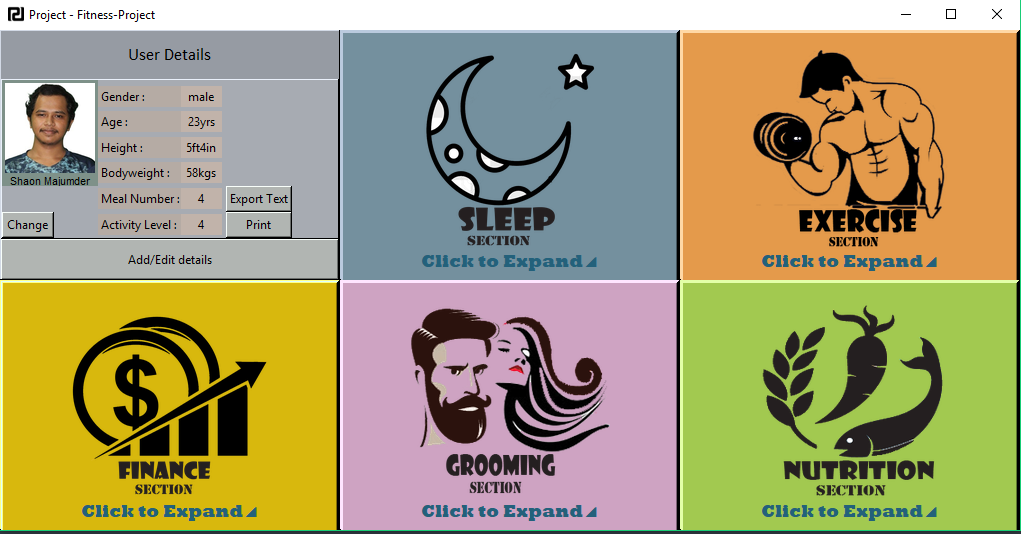 Project - Fitness-Project
User Details
Gender : male
Age : 23yrs
Height : 5ft4in
Bodyweight : 58kgs
Meal Number : 4
Activity Level : 4
Shaon Majumder
Change
Export Text
Print
Add/Edit details
SLEEP
SECTION
Click to Expand
EXERCISE
SECTION
Click to Expand
$
FINANCE
SECTION
Click to Expand
GROOMING
SECTION
Click to Expand
NUTRITION
SECTION
Click to Expand